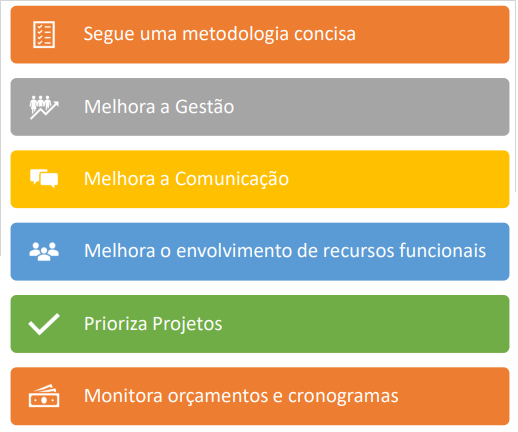 Segue uma metodologia concisa
Melhora a Gestão
Melhora a Comunicação
Melhora o envolvimento de recursos funcionais
Prioriza Projetos
Monitora orçamentos e cronogramas